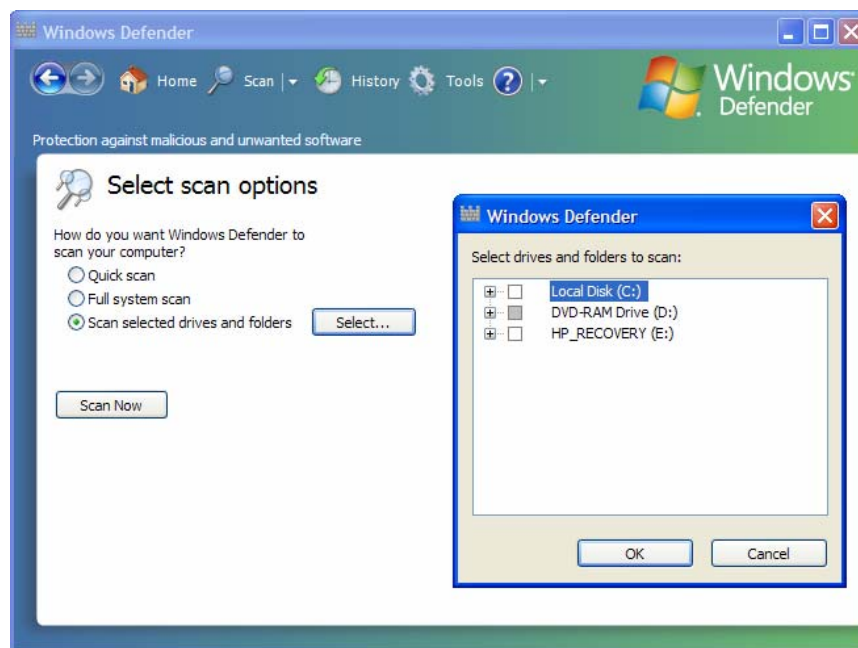 Windows Defender
Home Scan History Tools
Windows
Defender
Protection against malicious and unwanted software
Select scan options
How do you want Windows Defender to
scan your computer?
Quick scan
Full system scan
Scan selected drives and folders Select...
Scan Now
Windows Defender
Select drives and folders to scan:
Local Disk (C:)
DVD-RAM Drive (D:)
HP_RECOVERY (E:)
OK Cancel